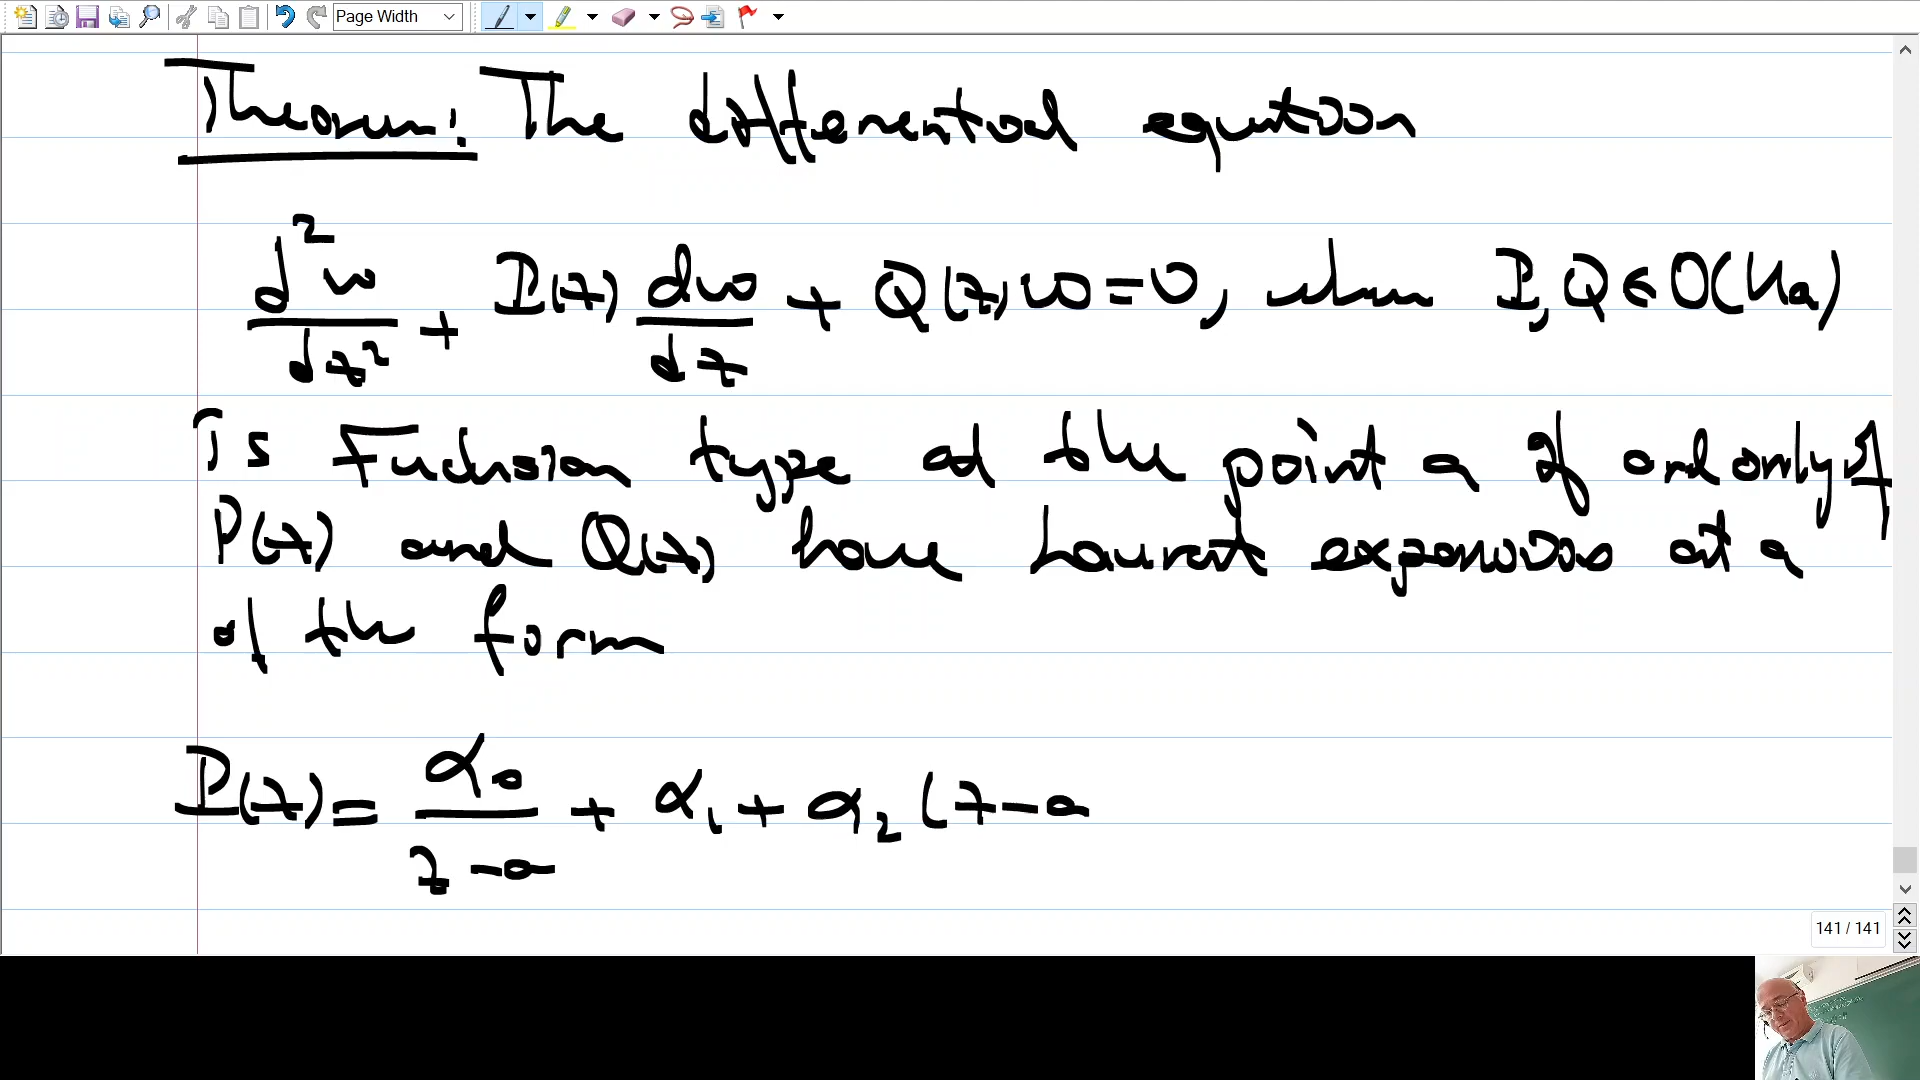 Page Width
Theorem: The differential equation
d²w/dz² + P(z) dw/dz + Q(z)w=0, where P,Q∈O(Ua)
is Fuchsian type at the point a if and only if
P(z) and Q(z) have Laurent expansions at a
of the form
P(z) = α₀/(z-a) + α₁ + α₂(z-a
141 / 141